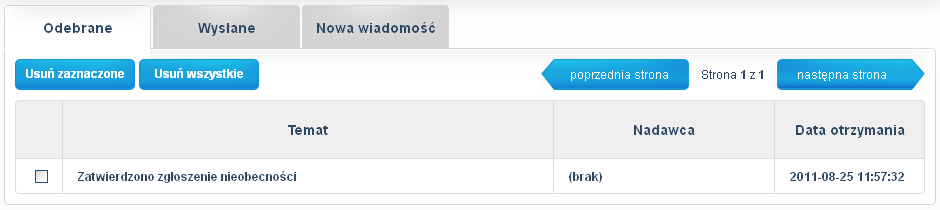 Odebrane Wysłane Nowa wiadomość
Usuń zaznaczone Usuń wszystkie poprzednia strona Strona 1 z 1 następna strona
Temat Nadawca Data otrzymania
Zatwierdzono zgłoszenie nieobecności (brak) 2011-08-25 11:57:32